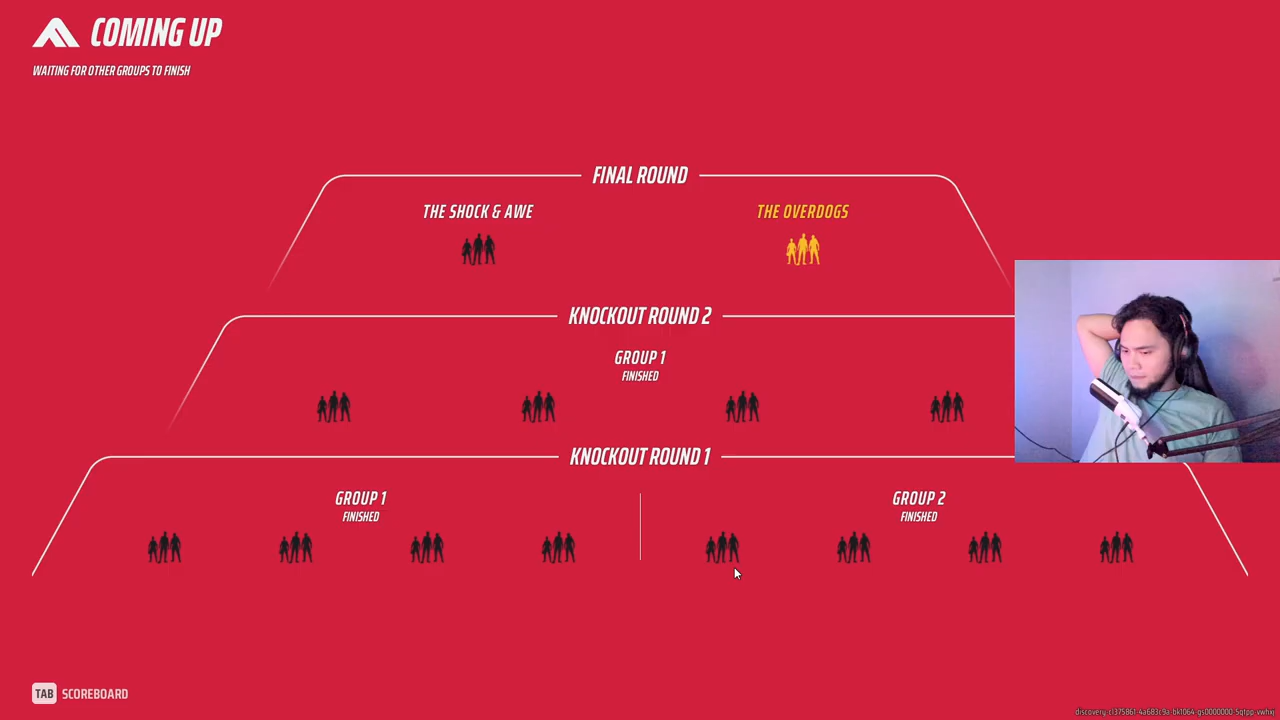 COMING UP
WAITING FOR OTHER GROUPS TO FINISH
FINAL ROUND
THE SHOCK & AWE
THE OVERDOGS
KNOCKOUT ROUND 2
GROUP 1
FINISHED
KNOCKOUT ROUND 1
GROUP 1
FINISHED
GROUP 2
FINISHED
TAB SCOREBOARD